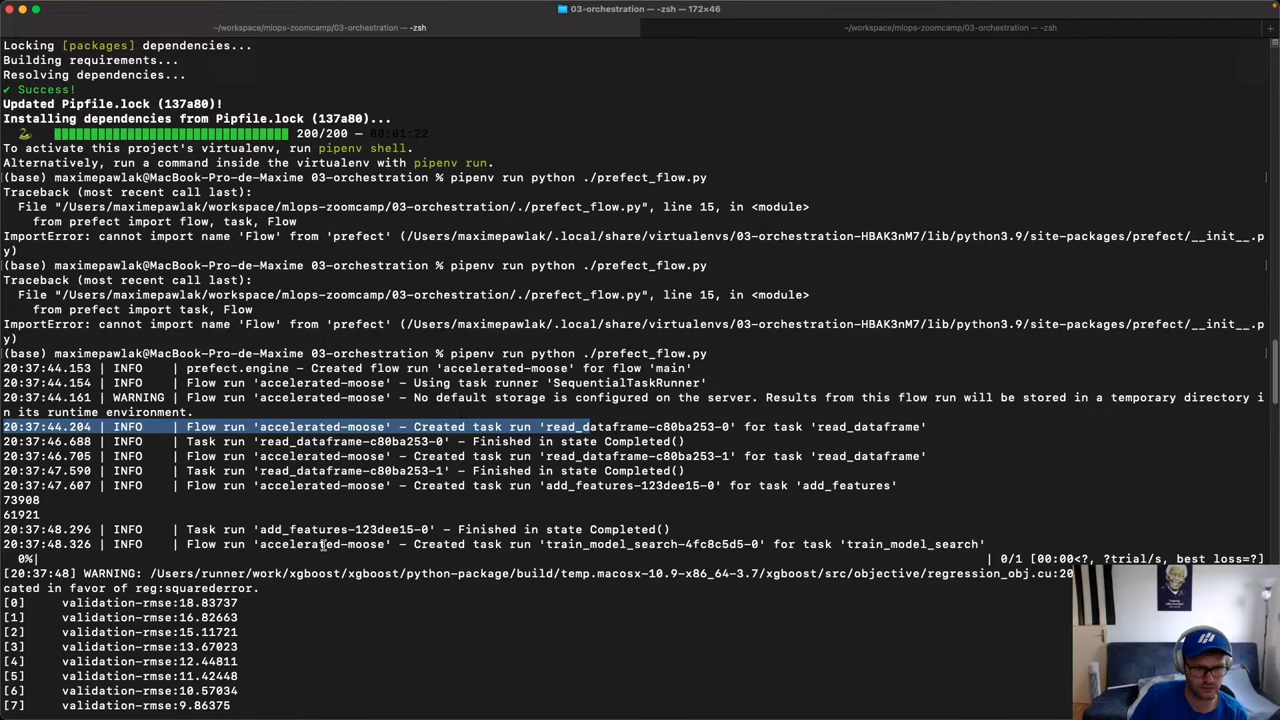 03-orchestration — -zsh — 172×46
~/workspace/mlops-zoomcamp/03-orchestration — -zsh
~/workspace/mlops-zoomcamp/03-orchestration — -zsh
Locking [packages] dependencies...
Building requirements...
Resolving dependencies...
✔ Success!
Updated Pipfile.lock (137a80)!
Installing dependencies from Pipfile.lock (137a80)...
200/200 — 00:01:22
To activate this project's virtualenv, run pipenv shell.
Alternatively, run a command inside the virtualenv with pipenv run.
(base) maximepawlak@MacBook-Pro-de-Maxime 03-orchestration % pipenv run python ./prefect_flow.py
Traceback (most recent call last):
File "/Users/maximepawlak/workspace/mlops-zoomcamp/03-orchestration/./prefect_flow.py", line 15, in <module>
from prefect import flow, task, Flow
ImportError: cannot import name 'Flow' from 'prefect' (/Users/maximepawlak/.local/share/virtualenvs/03-orchestration-HBAK3nM7/lib/python3.9/site-packages/prefect/__init__.p
y)
(base) maximepawlak@MacBook-Pro-de-Maxime 03-orchestration % pipenv run python ./prefect_flow.py
Traceback (most recent call last):
File "/Users/maximepawlak/workspace/mlops-zoomcamp/03-orchestration/./prefect_flow.py", line 15, in <module>
from prefect import task, Flow
ImportError: cannot import name 'Flow' from 'prefect' (/Users/maximepawlak/.local/share/virtualenvs/03-orchestration-HBAK3nM7/lib/python3.9/site-packages/prefect/__init__.p
y)
(base) maximepawlak@MacBook-Pro-de-Maxime 03-orchestration % pipenv run python ./prefect_flow.py
20:37:44.153 | INFO | prefect.engine - Created flow run 'accelerated-moose' for flow 'main'
20:37:44.154 | INFO | Flow run 'accelerated-moose' - Using task runner 'SequentialTaskRunner'
20:37:44.161 | WARNING | Flow run 'accelerated-moose' - No default storage is configured on the server. Results from this flow run will be stored in a temporary directory i
n its runtime environment.
20:37:44.204 | INFO | Flow run 'accelerated-moose' - Created task run 'read_dataframe-c80ba253-0' for task 'read_dataframe'
20:37:46.688 | INFO | Task run 'read_dataframe-c80ba253-0' - Finished in state Completed()
20:37:46.705 | INFO | Flow run 'accelerated-moose' - Created task run 'read_dataframe-c80ba253-1' for task 'read_dataframe'
20:37:47.590 | INFO | Task run 'read_dataframe-c80ba253-1' - Finished in state Completed()
20:37:47.607 | INFO | Flow run 'accelerated-moose' - Created task run 'add_features-123dee15-0' for task 'add_features'
73908
61921
20:37:48.296 | INFO | Task run 'add_features-123dee15-0' - Finished in state Completed()
20:37:48.326 | INFO | Flow run 'accelerated-moose' - Created task run 'train_model_search-4fc8c5d5-0' for task 'train_model_search'
0%| | 0/1 [00:00<?, ?trial/s, best loss=?]
[20:37:48] WARNING: /Users/runner/work/xgboost/xgboost/python-package/build/temp.macosx-10.9-x86_64-3.7/xgboost/src/objective/regression_obj.cu:20
cated in favor of reg:squarederror.
[0] validation-rmse:18.83737
[1] validation-rmse:16.82663
[2] validation-rmse:15.11721
[3] validation-rmse:13.67023
[4] validation-rmse:12.44811
[5] validation-rmse:11.42448
[6] validation-rmse:10.57034
[7] validation-rmse:9.86375